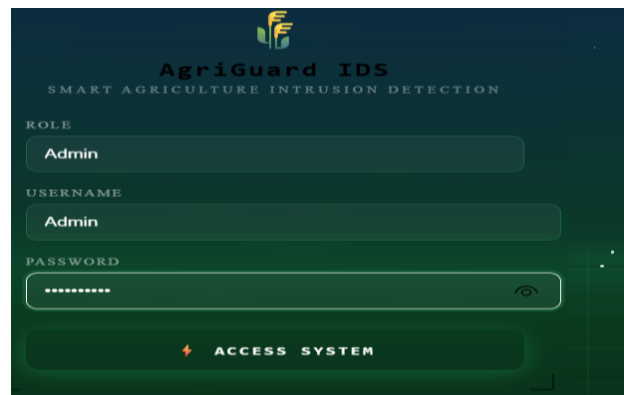 AgriGuard IDS
SMART AGRICULTURE INTRUSION DETECTION
ROLE
Admin
USERNAME
Admin
PASSWORD
••••••••••
ACCESS SYSTEM